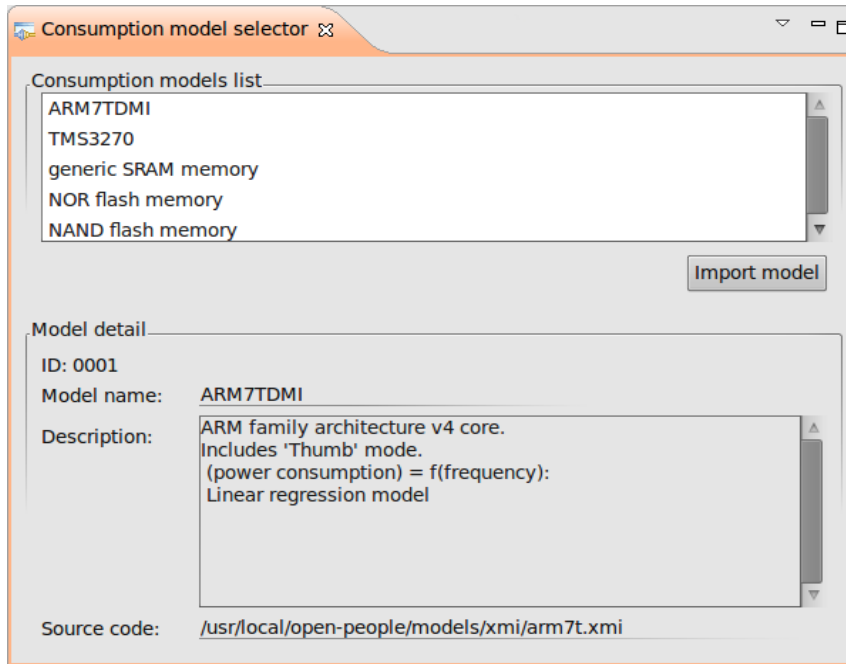 Consumption model selector
Consumption models list
ARM7TDMI
TMS3270
generic SRAM memory
NOR flash memory
NAND flash memory
Import model
Model detail
ID: 0001
Model name: ARM7TDMI
Description: ARM family architecture v4 core.
Includes 'Thumb' mode.
(power consumption) = f(frequency):
Linear regression model
Source code: /usr/local/open-people/models/xmi/arm7t.xmi